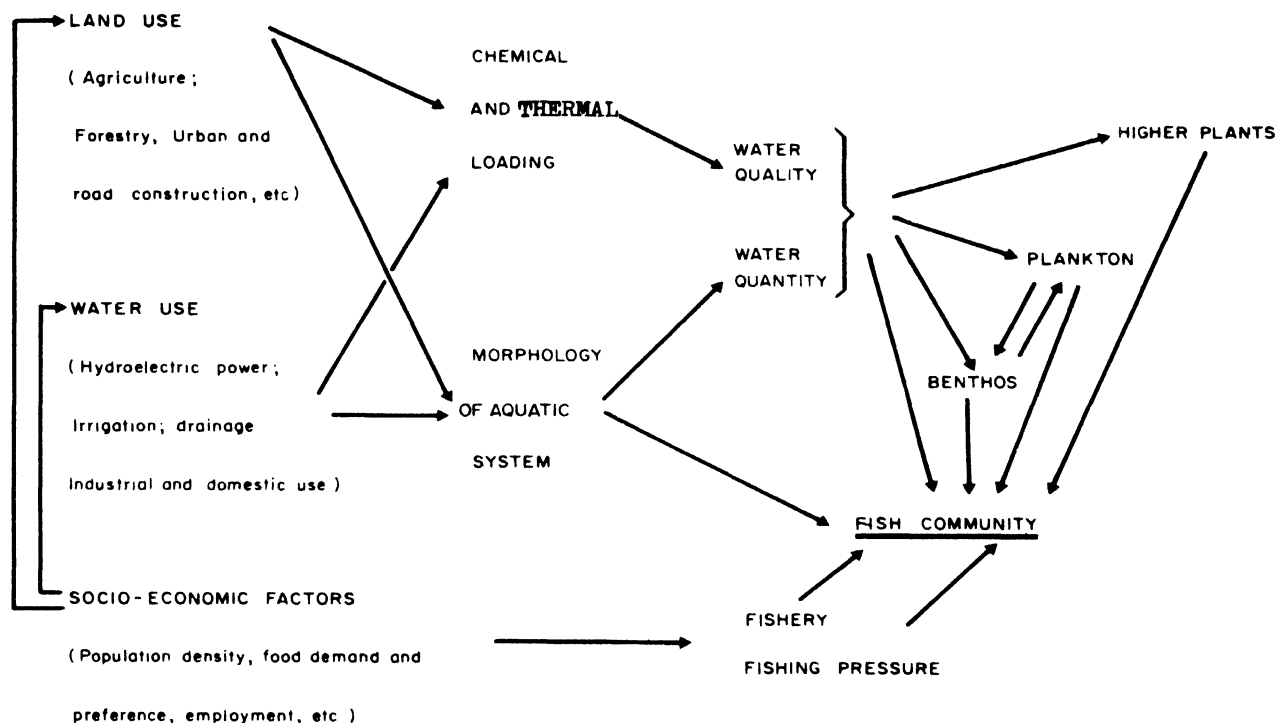 LAND USE
( Agriculture ;
Forestry, Urban and
road construction, etc)
WATER USE
(Hydroelectric power;
Irrigation; drainage
Industrial and domestic use )
SOCIO-ECONOMIC FACTORS
(Population density, food demand and
preference, employment, etc )
CHEMICAL
AND THERMAL
LOADING
MORPHOLOGY
OF AQUATIC
SYSTEM
WATER
QUALITY
WATER
QUANTITY
HIGHER PLANTS
PLANKTON
BENTHOS
FISH COMMUNITY
FISHERY
FISHING PRESSURE